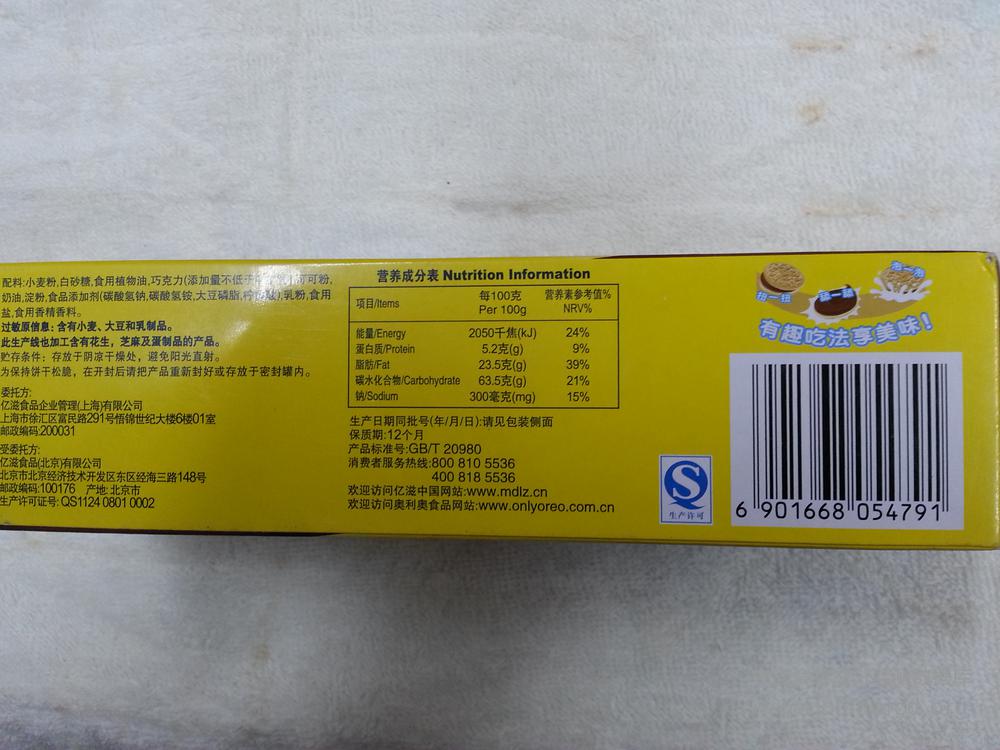 配料:小麦粉,白砂糖,食用植物油,巧克力(添加量不低于 可可粉,
奶油,淀粉,食品添加剂(碳酸氢钠,碳酸氢铵,大豆磷脂,柠 ),乳粉,食用
盐,食用香精香料。
过敏原信息: 含有小麦、大豆和乳制品。
此生产线也加工含有花生,芝麻及蛋制品的产品。
贮存条件: 存放于阴凉干燥处, 避免阳光直射。
为保持饼干松脆, 在开封后请把产品重新封好或存放于密封罐内。
委托方:
亿滋食品企业管理(上海)有限公司
上海市徐汇区富民路291号悟锦世纪大楼6楼01室
邮政编码:200031
受委托方:
亿滋食品(北京)有限公司
北京市北京经济技术开发区东区经海三路148号
邮政编码:100176 产地: 北京市
生产许可证号: QS1124 0801 0002
营养成分表 Nutrition Information
项目/Items 每100克 Per 100g 营养素参考值% NRV%
能量/Energy 2050千焦(kJ) 24%
蛋白质/Protein 5.2克(g) 9%
脂肪/Fat 23.5克(g) 39%
碳水化合物/Carbohydrate 63.5克(g) 21%
钠/Sodium 300毫克(mg) 15%
生产日期同批号(年/月/日):请见包装侧面
保质期:12个月
产品标准号:GB/T 20980
消费者服务热线:800 810 5536
400 818 5536
欢迎访问亿滋中国网站:www.mdlz.cn
欢迎访问奥利奥食品网站:www.onlyoreo.com.cn
QS
生产许可
扭一扭
舔一舔
泡一泡
有趣吃法享美味!
6 901668 054791